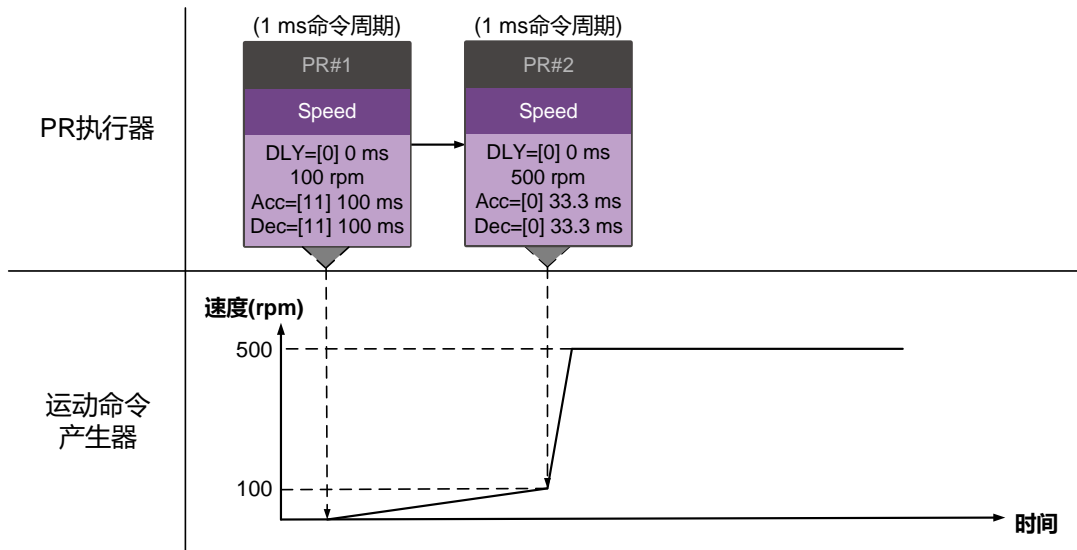 (1 ms命令周期)
(1 ms命令周期)
PR执行器
PR#1
Speed
DLY=[0] 0 ms
100 rpm
Acc=[11] 100 ms
Dec=[11] 100 ms
PR#2
Speed
DLY=[0] 0 ms
500 rpm
Acc=[0] 33.3 ms
Dec=[0] 33.3 ms
运动命令
产生器
速度(rpm)
500
100
时间